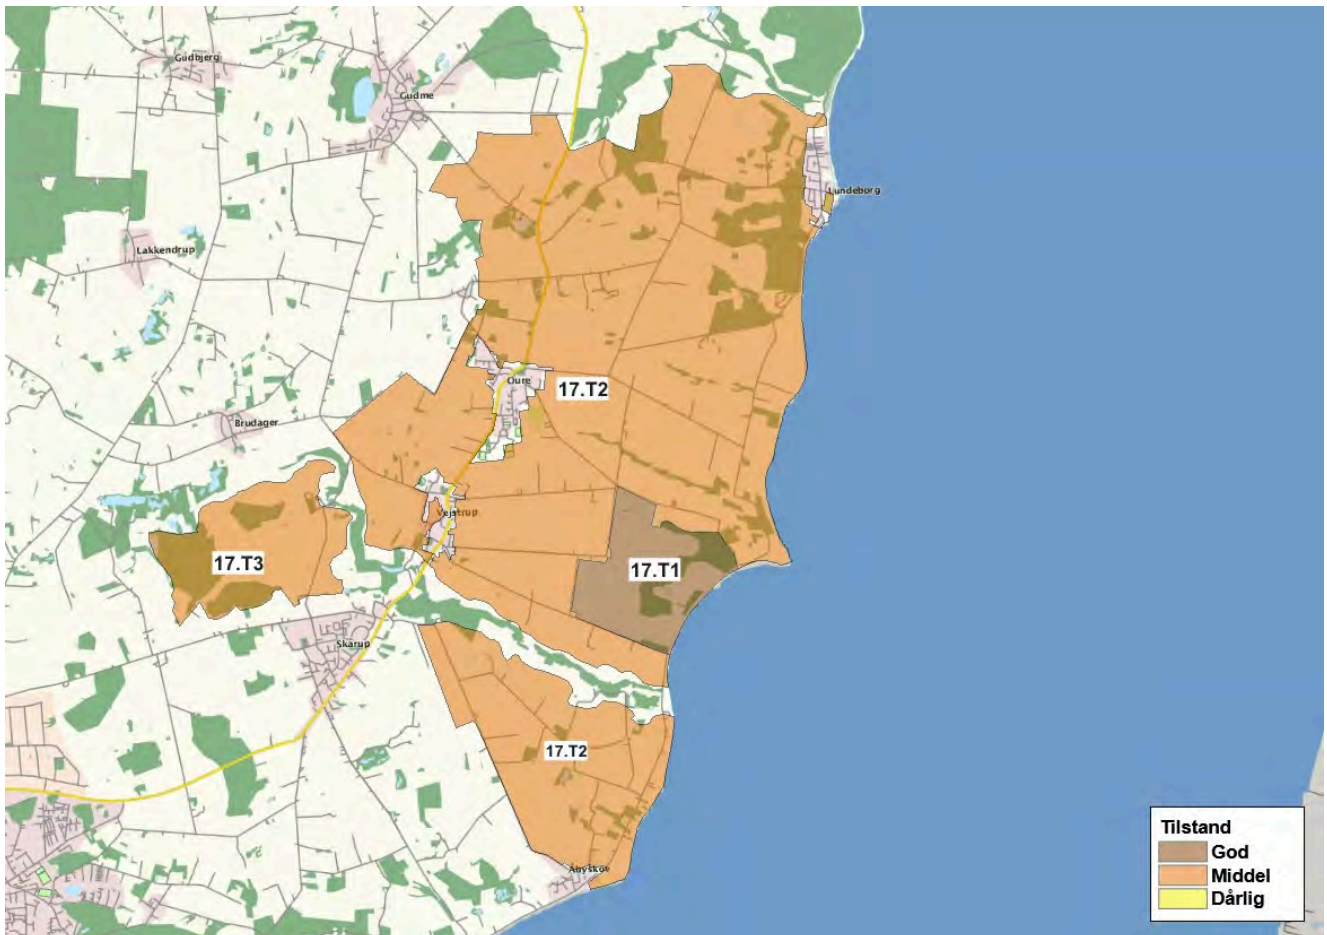 Gudbjerg
Gudme
Lundeborg
Lakkendrup
Oure
17.T2
Brudager
Vejstrup
17.T3
17.T1
Skårup
17.T2
Åbyskov
Tilstand
God
Middel
Dårlig